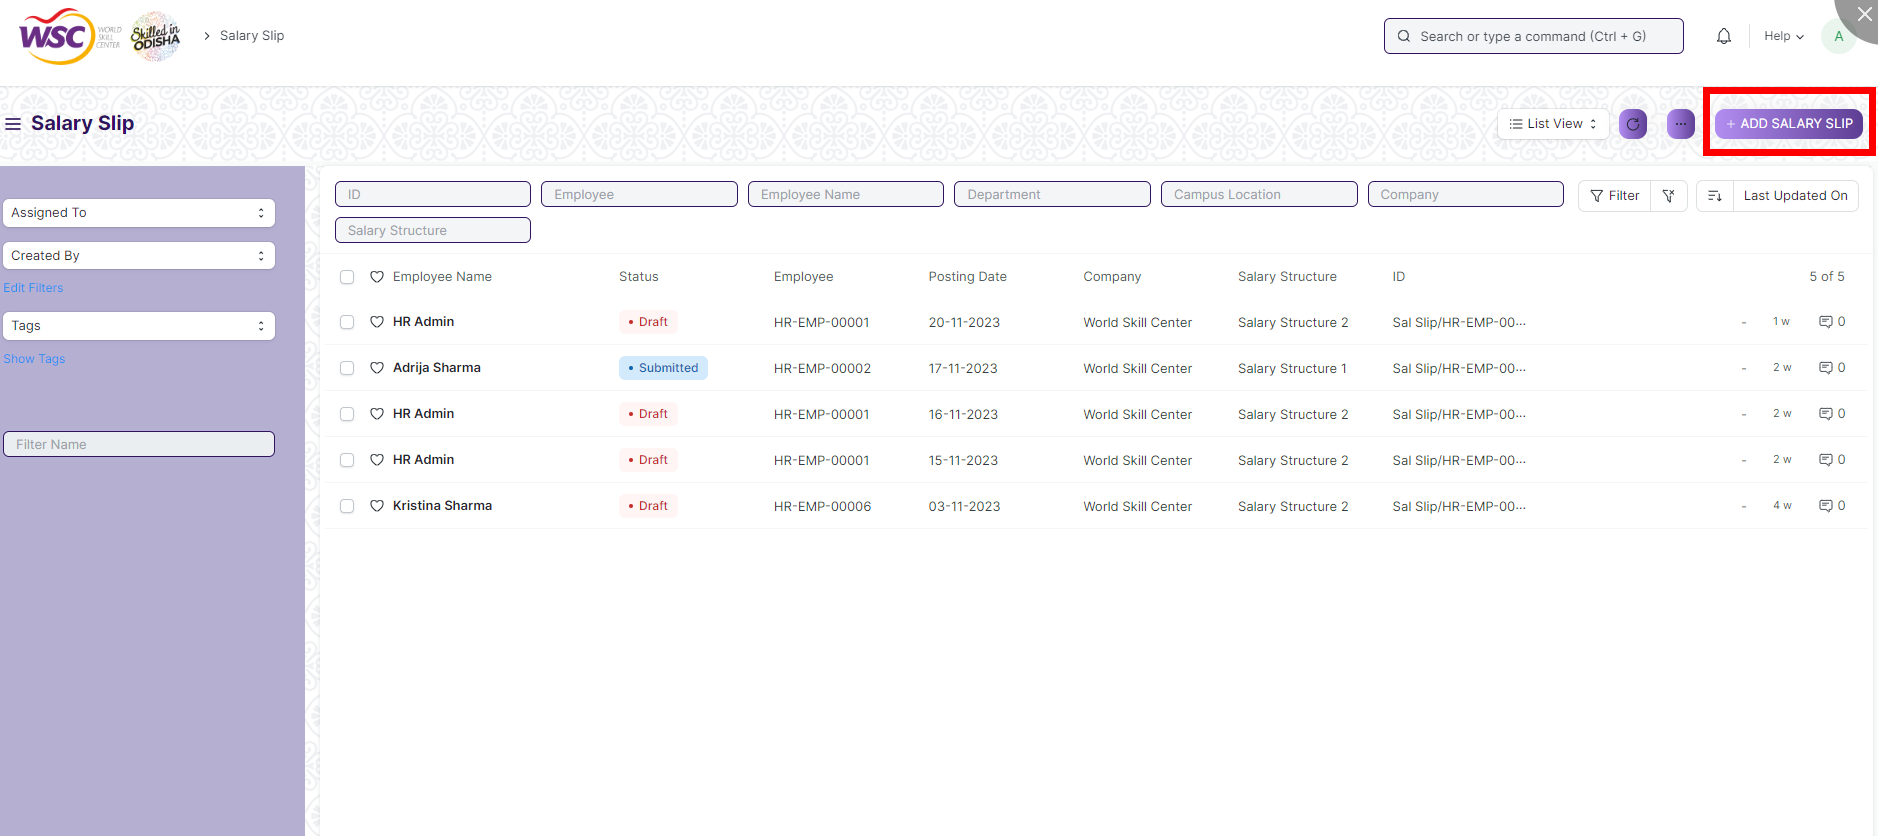 WSC WORLD SKILL CENTER
Skilled in ODISHA
Salary Slip
Search or type a command (Ctrl + G)
Help
A
Salary Slip
List View
+ ADD SALARY SLIP
Assigned To
Created By
Edit Filters
Tags
Show Tags
Filter Name
ID Employee Employee Name Department Campus Location Company
Filter
Last Updated On
Salary Structure
Employee Name Status Employee Posting Date Company Salary Structure ID 5 of 5
HR Admin Draft HR-EMP-00001 20-11-2023 World Skill Center Salary Structure 2 Sal Slip/HR-EMP-00... - 1 w 0
Adrija Sharma Submitted HR-EMP-00002 17-11-2023 World Skill Center Salary Structure 1 Sal Slip/HR-EMP-00... - 2 w 0
HR Admin Draft HR-EMP-00001 16-11-2023 World Skill Center Salary Structure 2 Sal Slip/HR-EMP-00... - 2 w 0
HR Admin Draft HR-EMP-00001 15-11-2023 World Skill Center Salary Structure 2 Sal Slip/HR-EMP-00... - 2 w 0
Kristina Sharma Draft HR-EMP-00006 03-11-2023 World Skill Center Salary Structure 2 Sal Slip/HR-EMP-00... - 4 w 0